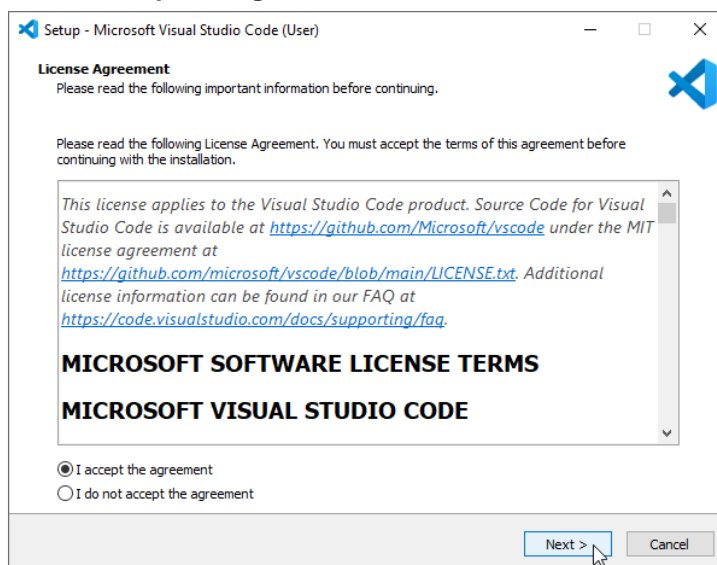 Setup - Microsoft Visual Studio Code (User)
License Agreement
Please read the following important information before continuing.
Please read the following License Agreement. You must accept the terms of this agreement before
continuing with the installation.
This license applies to the Visual Studio Code product. Source Code for Visual
Studio Code is available at https://github.com/Microsoft/vscode under the MIT
license agreement at
https://github.com/microsoft/vscode/blob/main/LICENSE.txt. Additional
license information can be found in our FAQ at
https://code.visualstudio.com/docs/supporting/faq.
MICROSOFT SOFTWARE LICENSE TERMS
MICROSOFT VISUAL STUDIO CODE
I accept the agreement
I do not accept the agreement
Next >
Cancel